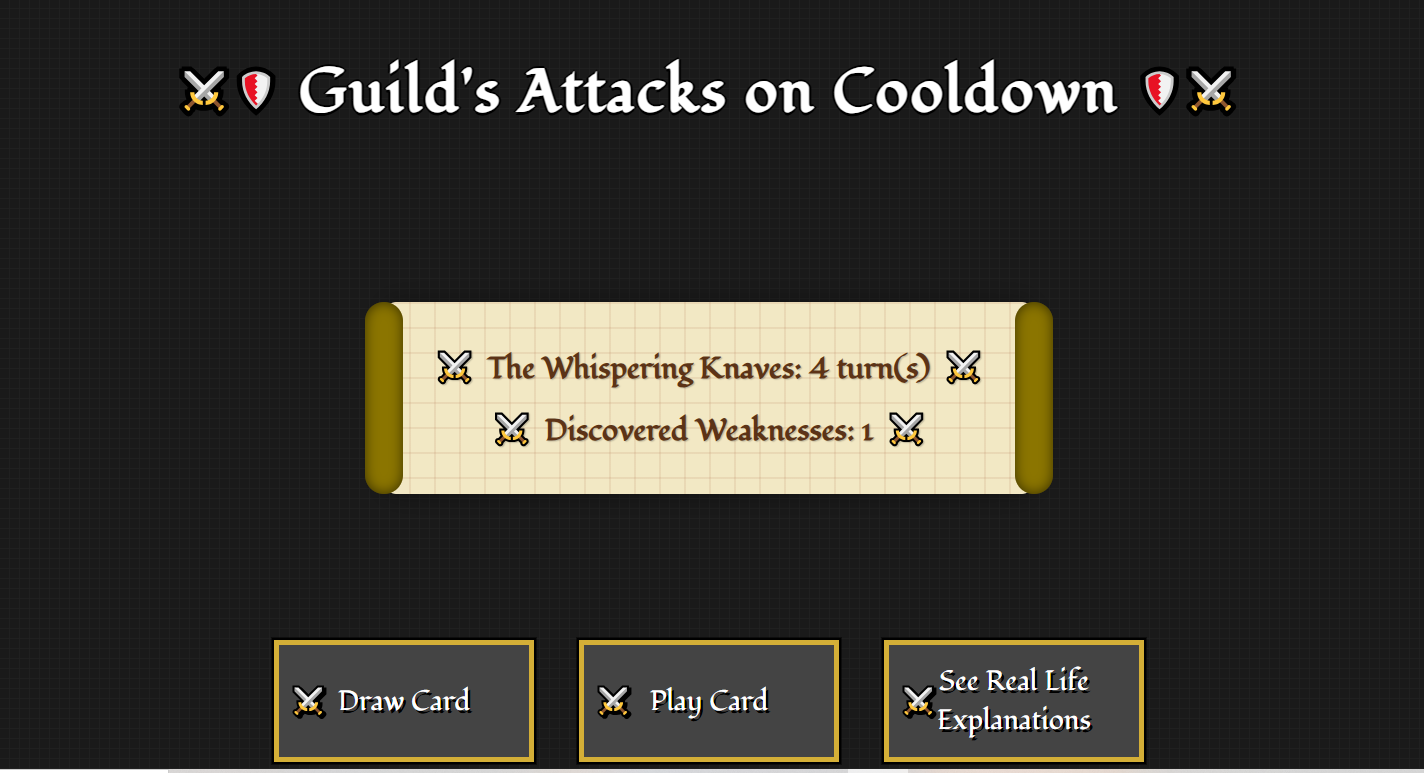 Guild's Attacks on Cooldown
The Whispering Knaves: 4 turn(s)
Discovered Weaknesses: 1
Draw Card
Play Card
See Real Life
Explanations